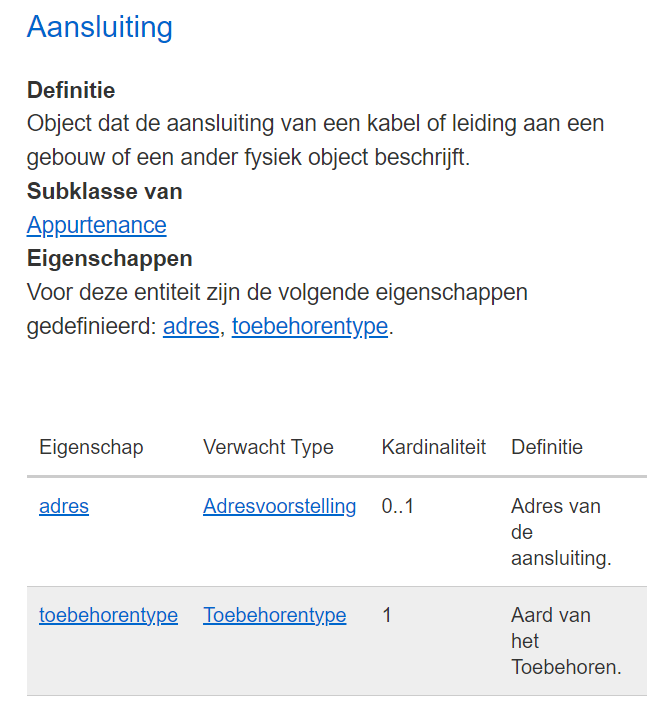 Aansluiting
Definitie
Object dat de aansluiting van een kabel of leiding aan een
gebouw of een ander fysiek object beschrijft.
Subklasse van
Appurtenance
Eigenschappen
Voor deze entiteit zijn de volgende eigenschappen
gedefinieerd: adres, toebehorentype.
Eigenschap Verwacht Type Kardinaliteit Definitie
adres Adresvoorstelling 0..1 Adres van
de
aansluiting.
toebehorentype Toebehorentype 1 Aard van
het
Toebehoren.